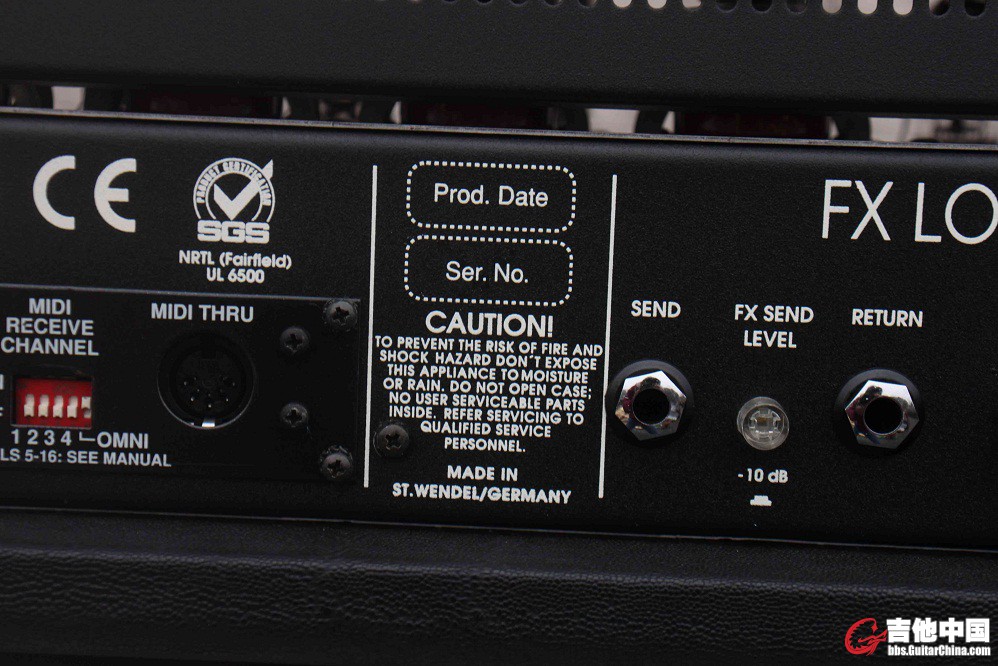 CE
PRODUCT CERTIFICATION
SGS
NRTL (Fairfield)
UL 6500
MIDI
RECEIVE
CHANNEL
1 2 3 4 OMNI
LS 5-16: SEE MANUAL
MIDI THRU
Prod. Date
Ser. No.
CAUTION!
TO PREVENT THE RISK OF FIRE AND
SHOCK HAZARD DON´T EXPOSE
THIS APPLIANCE TO MOISTURE
OR RAIN. DO NOT OPEN CASE;
NO USER SERVICEABLE PARTS
INSIDE. REFER SERVICING TO
QUALIFIED SERVICE
PERSONNEL.
MADE IN
ST.WENDEL/GERMANY
FX LO
SEND
FX SEND
LEVEL
-10 dB
RETURN
吉他中国
bbs.GuitarChina.com